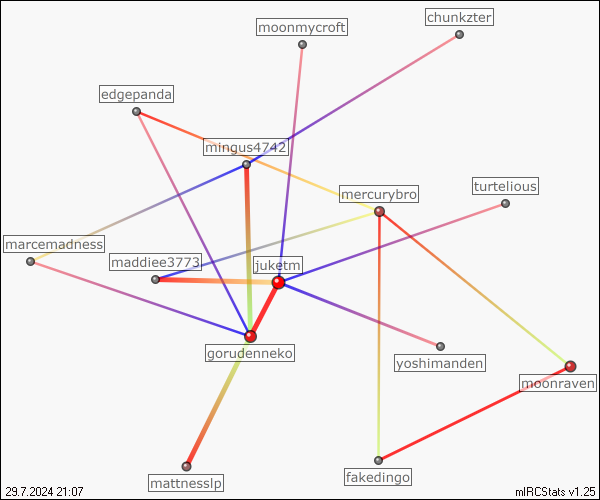 chunkzter
moonmycroft
edgepanda
mingus4742
turtelious
mercurybro
marcemadness
maddiee3773
juketm
gorudenneko
yoshimanden
moonraven
fakedingo
mattnesslp
29.7.2024 21:07
mIRCStats v1.25